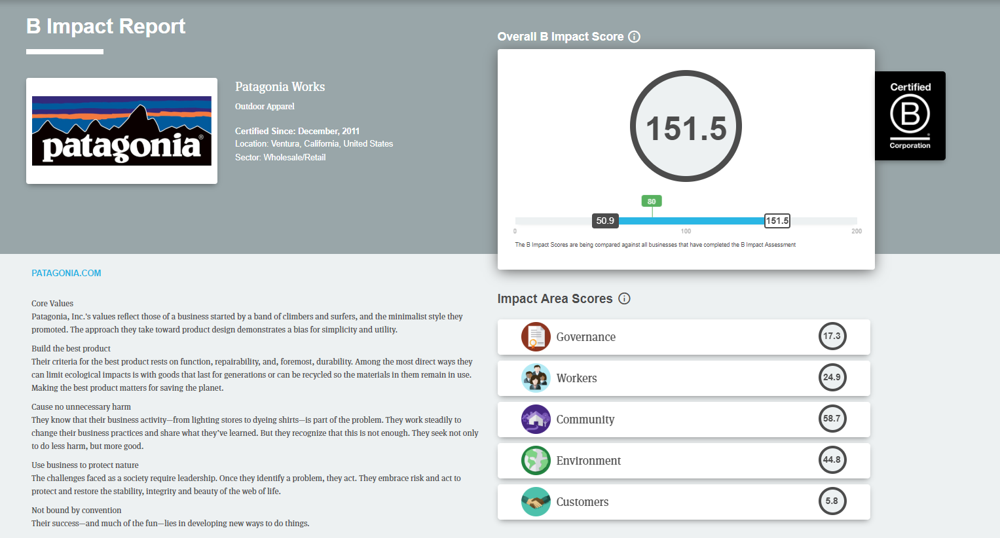 B Impact Report
patagonia®
Patagonia Works
Outdoor Apparel
Certified Since: December, 2011
Location: Ventura, California, United States
Sector: Wholesale/Retail
Overall B Impact Score
151.5
80
50.9
151.5
0
100
200
The B Impact Scores are being compared against all businesses that have completed the B Impact Assessment
Certified
B
®
Corporation
PATAGONIA.COM
Core Values
Patagonia, Inc.'s values reflect those of a business started by a band of climbers and surfers, and the minimalist style they
promoted. The approach they take toward product design demonstrates a bias for simplicity and utility.
Build the best product
Their criteria for the best product rests on function, repairability, and, foremost, durability. Among the most direct ways they
can limit ecological impacts is with goods that last for generations or can be recycled so the materials in them remain in use.
Making the best product matters for saving the planet.
Cause no unnecessary harm
They know that their business activity—from lighting stores to dyeing shirts—is part of the problem. They work steadily to
change their business practices and share what they’ve learned. But they recognize that this is not enough. They seek not only
to do less harm, but more good.
Use business to protect nature
The challenges faced as a society require leadership. Once they identify a problem, they act. They embrace risk and act to
protect and restore the stability, integrity and beauty of the web of life.
Not bound by convention
Their success—and much of the fun—lies in developing new ways to do things.
Impact Area Scores
Governance
17.3
Workers
24.9
Community
58.7
Environment
44.8
Customers
5.8